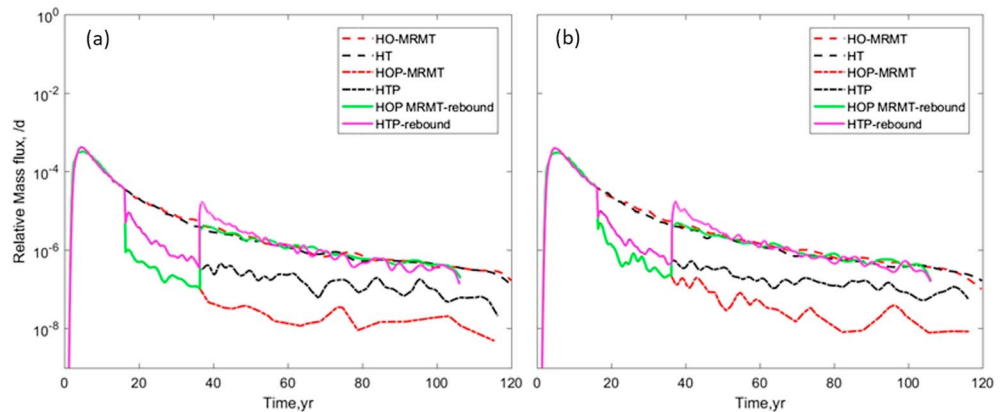 (a)
Relative Mass flux, /d
10^0
10^-2
10^-4
10^-6
10^-8
HO-MRMT
HT
HOP-MRMT
HTP
HOP MRMT-rebound
HTP-rebound
0 20 40 60 80 100 120
Time,yr
(b)
HO-MRMT
HT
HOP-MRMT
HTP
HOP MRMT-rebound
HTP-rebound
0 20 40 60 80 100 120
Time,yr